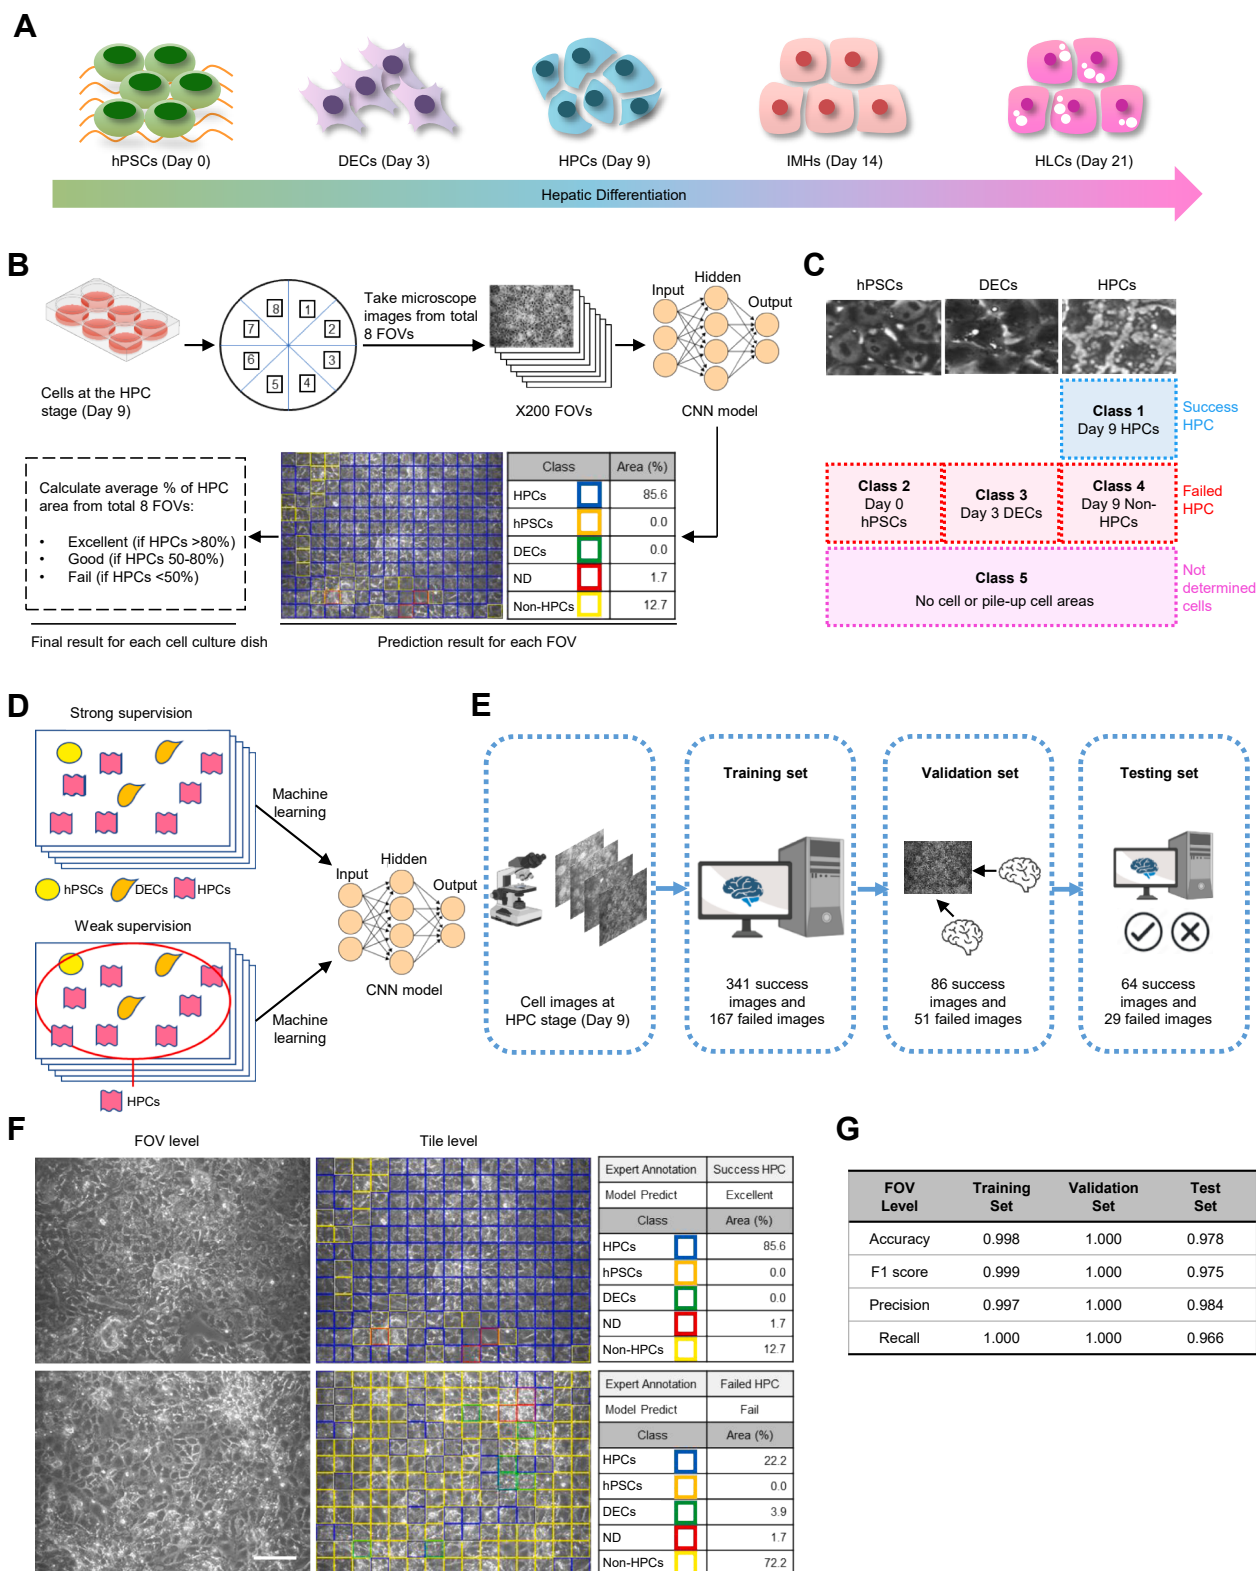 A
hPSCs (Day 0)
DECs (Day 3)
HPCs (Day 9)
IMHs (Day 14)
HLCs (Day 21)
Hepatic Differentiation
B
Cells at the HPC
stage (Day 9)
8
1
7
2
6
3
5
4
Take microscope
images from total
8 FOVs
X200 FOVs
Input
Hidden
Output
CNN model
Class
Area (%)
HPCs
85.6
hPSCs
0.0
DECs
0.0
ND
1.7
Non-HPCs
12.7
Prediction result for each FOV
Calculate average % of HPC
area from total 8 FOVs:
• Excellent (if HPCs >80%)
• Good (if HPCs 50-80%)
• Fail (if HPCs <50%)
Final result for each cell culture dish
C
hPSCs
DECs
HPCs
Class 1
Day 9 HPCs
Success
HPC
Class 2
Day 0
hPSCs
Class 3
Day 3 DECs
Class 4
Day 9 Non-
HPCs
Failed
HPC
Class 5
No cell or pile-up cell areas
Not
determined
cells
D
Strong supervision
hPSCs
DECs
HPCs
Machine
learning
Weak supervision
HPCs
Machine
learning
Input
Hidden
Output
CNN model
E
Cell images at
HPC stage (Day 9)
Training set
341 success
images and
167 failed images
Validation set
86 success
images and
51 failed images
Testing set
64 success
images and
29 failed images
F
FOV level
Tile level
Expert Annotation
Success HPC
Model Predict
Excellent
Class
Area (%)
HPCs
85.6
hPSCs
0.0
DECs
0.0
ND
1.7
Non-HPCs
12.7
Expert Annotation
Failed HPC
Model Predict
Fail
Class
Area (%)
HPCs
22.2
hPSCs
0.0
DECs
3.9
ND
1.7
Non-HPCs
72.2
G
FOV
Level
Training
Set
Validation
Set
Test
Set
Accuracy
0.998
1.000
0.978
F1 score
0.999
1.000
0.975
Precision
0.997
1.000
0.984
Recall
1.000
1.000
0.966